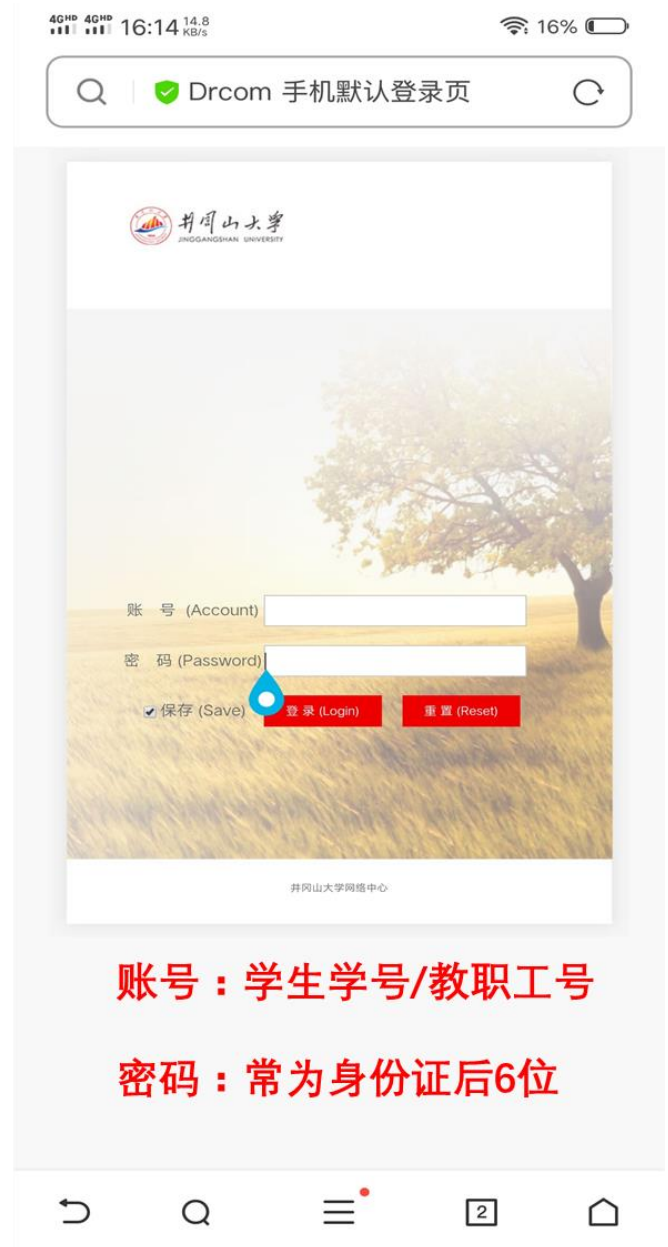 4GHD 4GHD 16:14 14.8 KB/s 16%
Drcom 手机默认登录页
井冈山大学
JINGGANGSHAN UNIVERSITY
账 号 (Account)
密 码 (Password)
保存 (Save) 登 录 (Login) 重 置 (Reset)
井冈山大学网络中心
账号：学生学号/教职工号
密码：常为身份证后6位
2